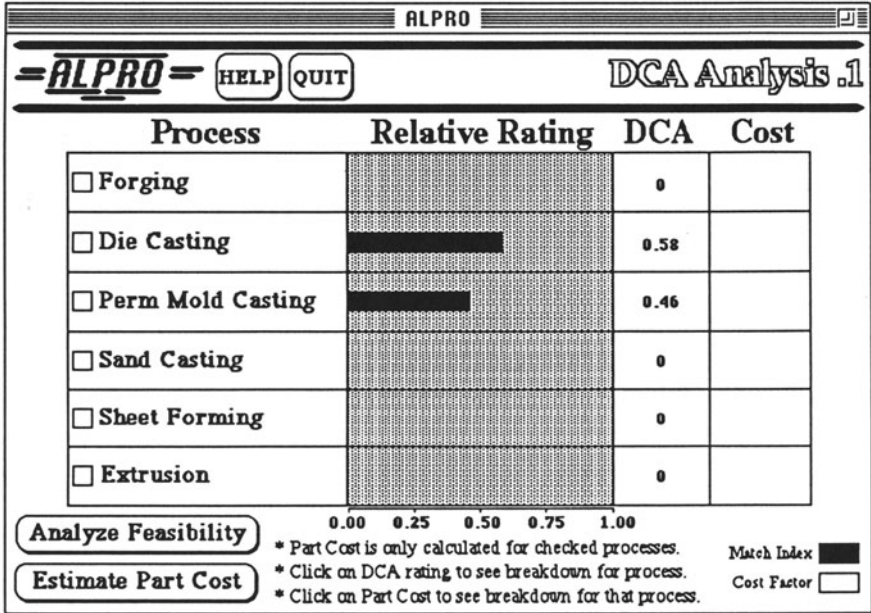 ALPRO
ALPRO HELP QUIT DCA Analysis .1
Process Relative Rating DCA Cost
Forging 0
Die Casting 0.58
Perm Mold Casting 0.46
Sand Casting 0
Sheet Forming 0
Extrusion 0
0.00 0.25 0.50 0.75 1.00
Analyze Feasibility
* Part Cost is only calculated for checked processes.
Match Index
* Click on DCA rating to see breakdown for process.
Estimate Part Cost
Cost Factor
* Click on Part Cost to see breakdown for that process.